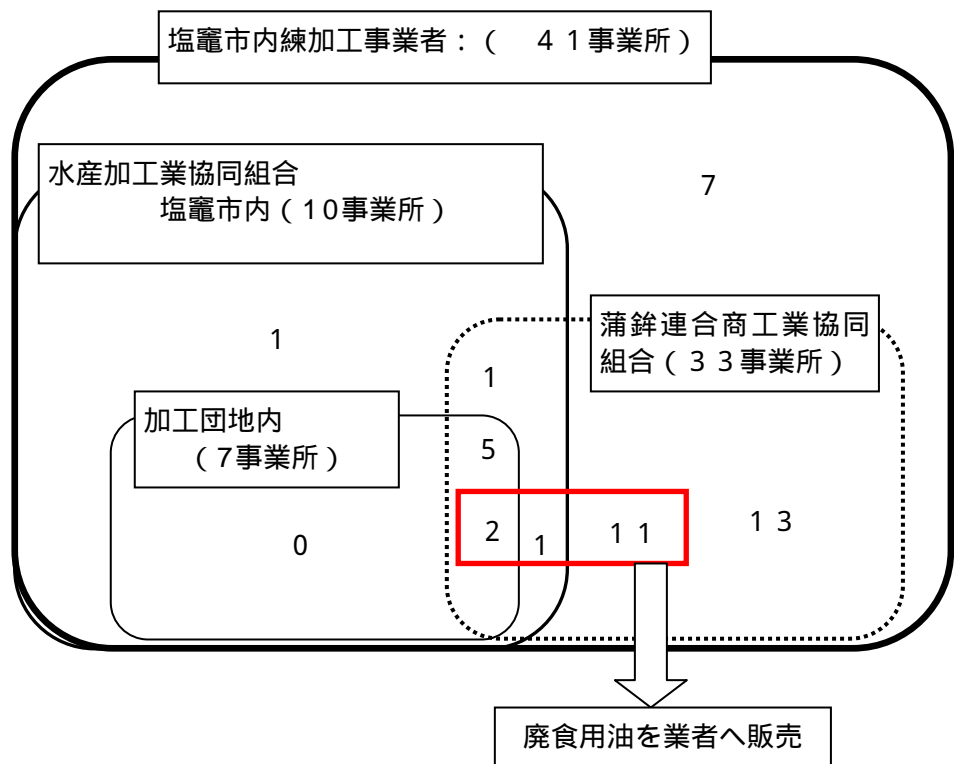 塩竈市内練加工事業者：（　４１事業所）
水産加工業協同組合
塩竈市内（10事業所）
7
蒲鉾連合商工業協同
組合（３３事業所）
1
1
加工団地内
（7事業所）
5
2
1
１１
１３
0
廃食用油を業者へ販売